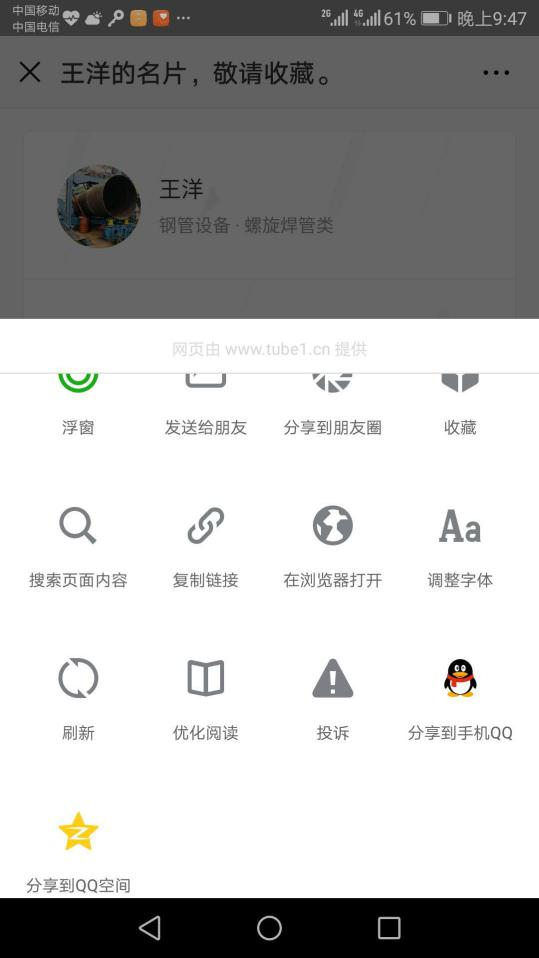 中国移动
中国电信
2G 4G 61% 晚上9:47
王洋的名片，敬请收藏。
王洋
钢管设备 · 螺旋焊管类
网页由 www.tube1.cn 提供
浮窗 发送给朋友 分享到朋友圈 收藏
Aa
搜索页面内容 复制链接 在浏览器打开 调整字体
刷新 优化阅读 投诉 分享到手机QQ
分享到QQ空间